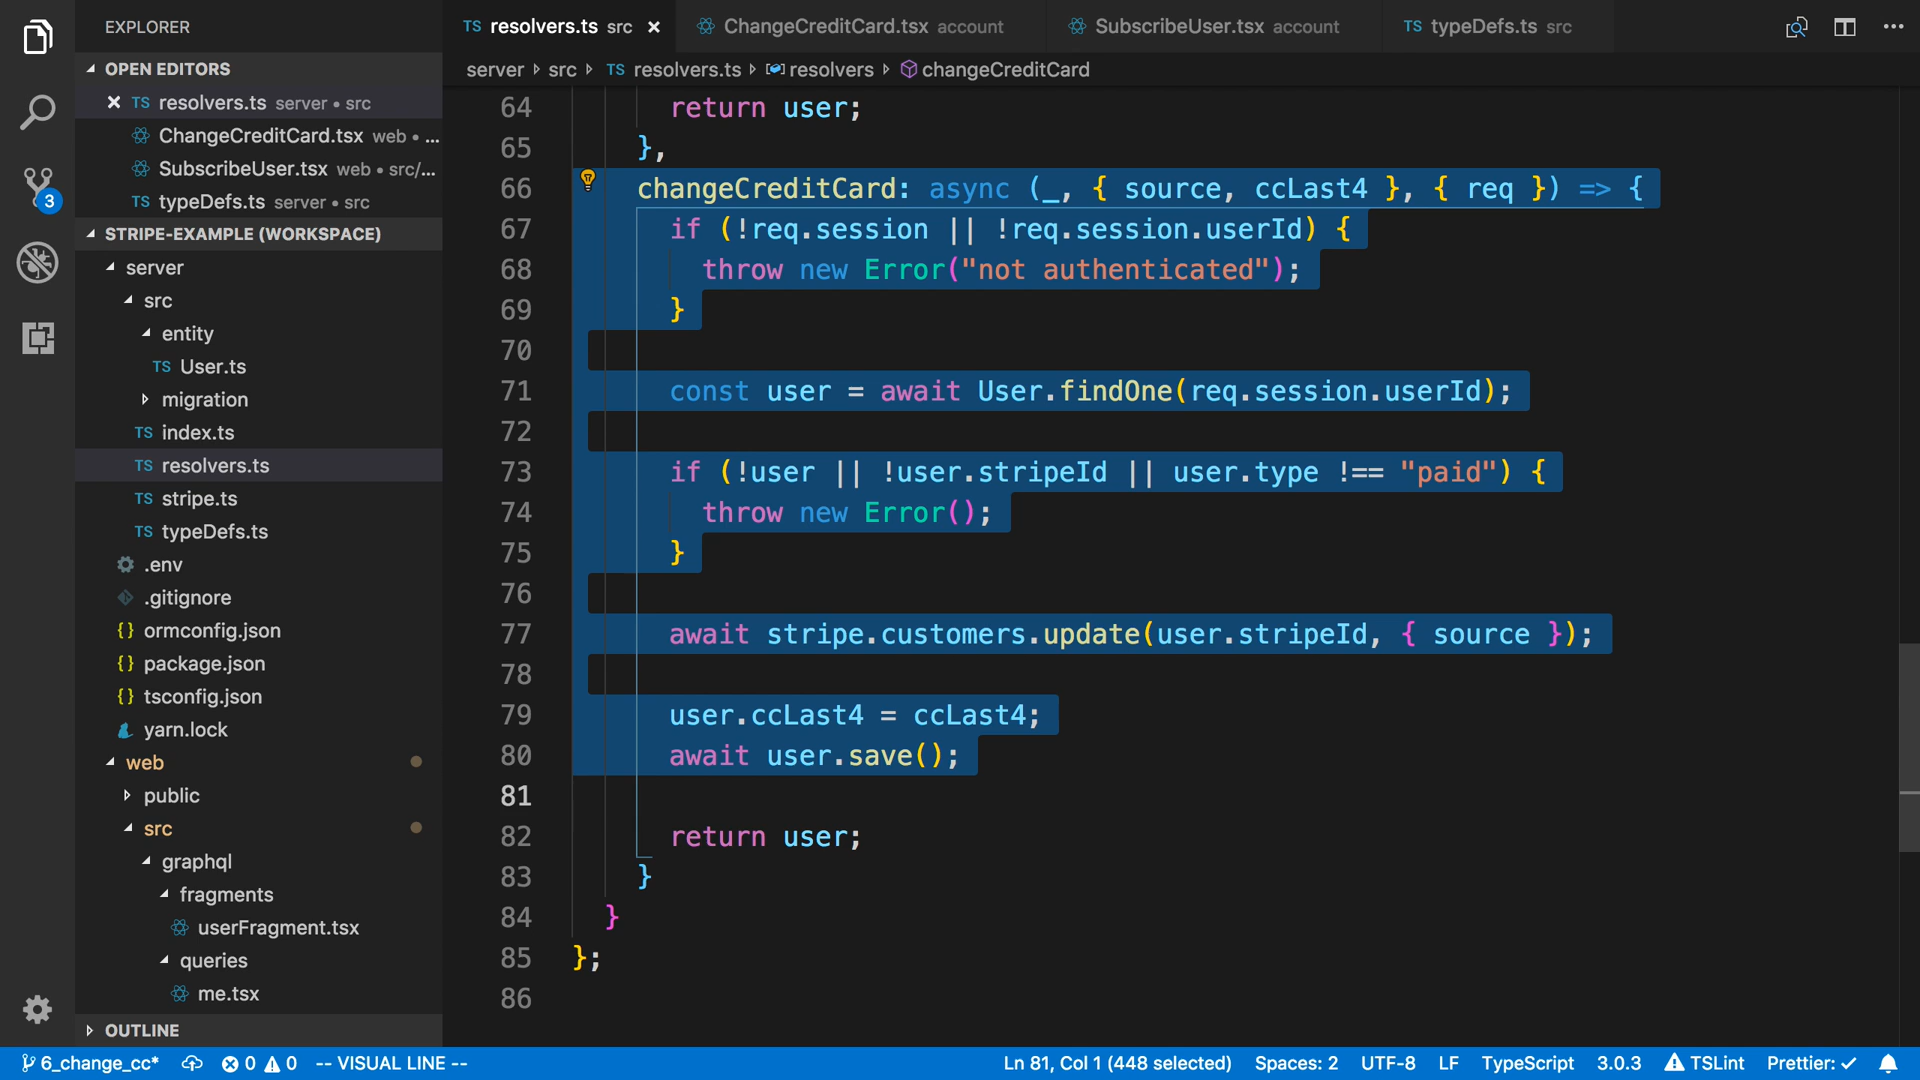 EXPLORER
OPEN EDITORS
TS resolvers.ts server • src
ChangeCreditCard.tsx web • ...
SubscribeUser.tsx web • src/...
TS typeDefs.ts server • src
STRIPE-EXAMPLE (WORKSPACE)
server
src
entity
TS User.ts
migration
TS index.ts
TS resolvers.ts
TS stripe.ts
TS typeDefs.ts
.env
.gitignore
{} ormconfig.json
{} package.json
{} tsconfig.json
yarn.lock
web
public
src
graphql
fragments
userFragment.tsx
queries
me.tsx
OUTLINE
3
TS resolvers.ts src
ChangeCreditCard.tsx account
SubscribeUser.tsx account
TS typeDefs.ts src
server src TS resolvers.ts resolvers changeCreditCard
64 return user;
65 },
66 changeCreditCard: async (_, { source, ccLast4 }, { req }) => {
67 if (!req.session || !req.session.userId) {
68 throw new Error("not authenticated");
69 }
70
71 const user = await User.findOne(req.session.userId);
72
73 if (!user || !user.stripeId || user.type !== "paid") {
74 throw new Error();
75 }
76
77 await stripe.customers.update(user.stripeId, { source });
78
79 user.ccLast4 = ccLast4;
80 await user.save();
81
82 return user;
83 }
84 }
85 };
86
6_change_cc* 0 0 -- VISUAL LINE -- Ln 81, Col 1 (448 selected) Spaces: 2 UTF-8 LF TypeScript 3.0.3 TSLint Prettier: ✓